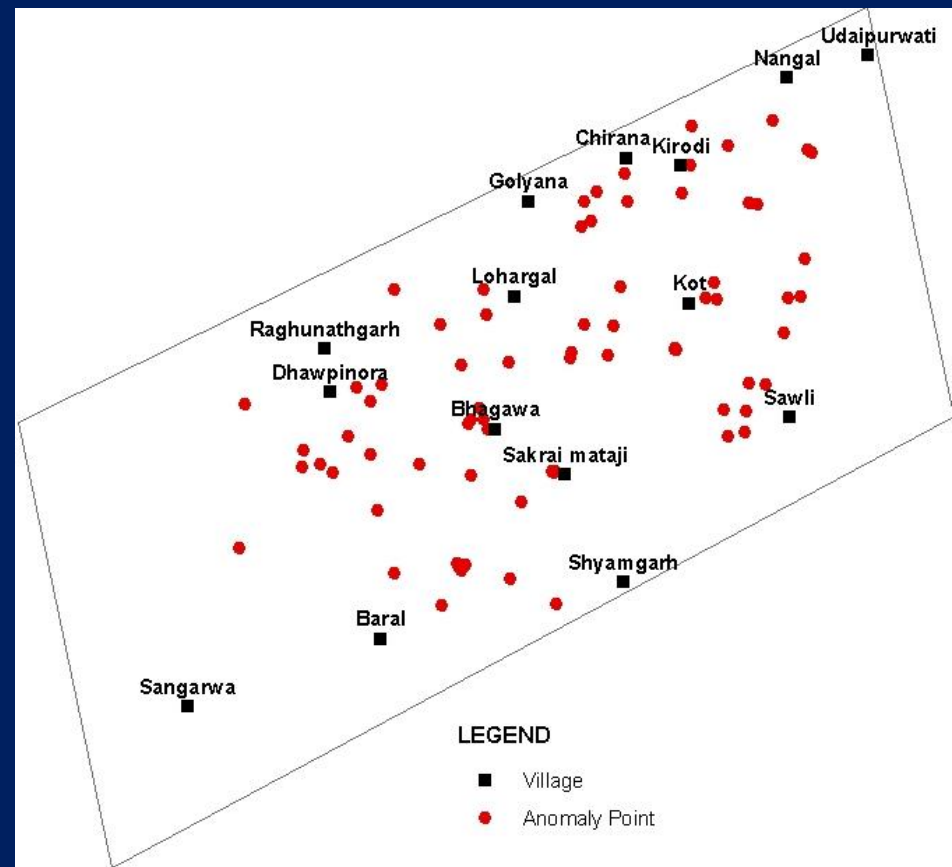 Udaipurwati
Nangal
Chirana
Kirodi
Golyana
Lohargal
Kot
Raghunathgarh
Dhawpinora
Bhagawa
Sawli
Sakrai mataji
Shyamgarh
Baral
Sangarwa
LEGEND
Village
Anomaly Point